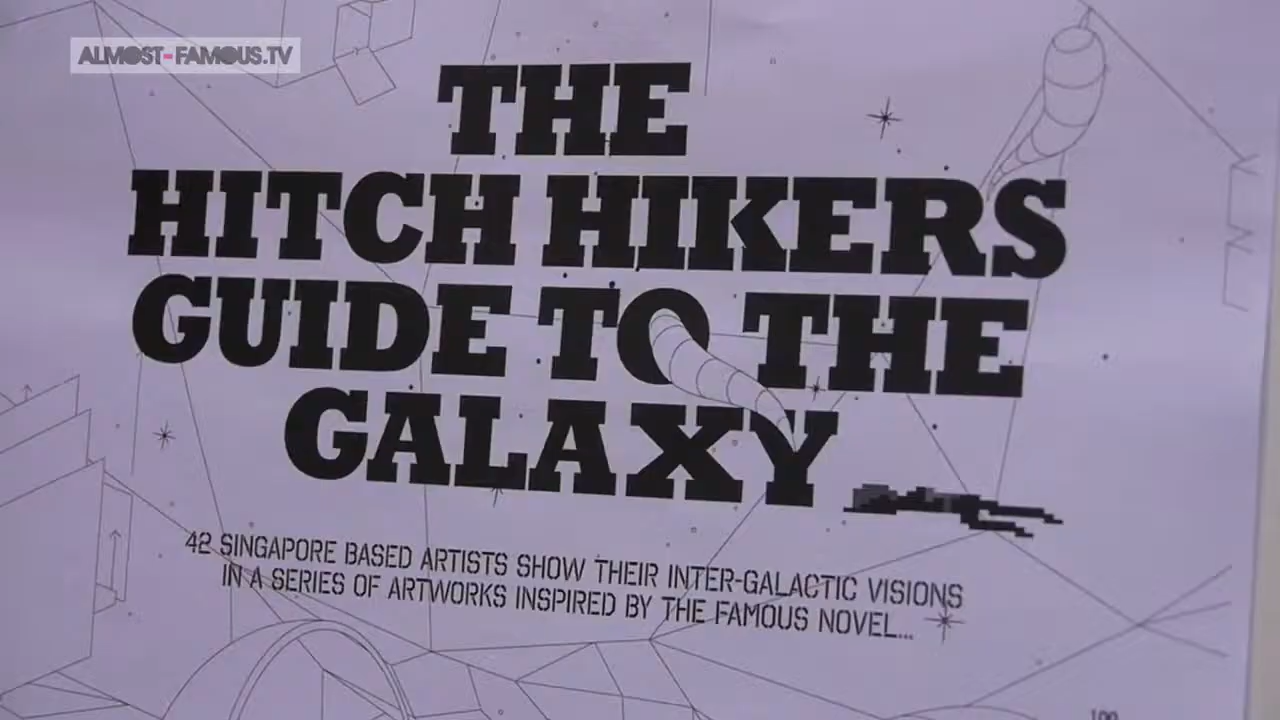 ALMOST-FAMOUS.TV
THE
HITCH HIKERS
GUIDE TO THE
GALAXY
42 SINGAPORE BASED ARTISTS SHOW THEIR INTER-GALACTIC VISIONS
IN A SERIES OF ARTWORKS INSPIRED BY THE FAMOUS NOVEL...